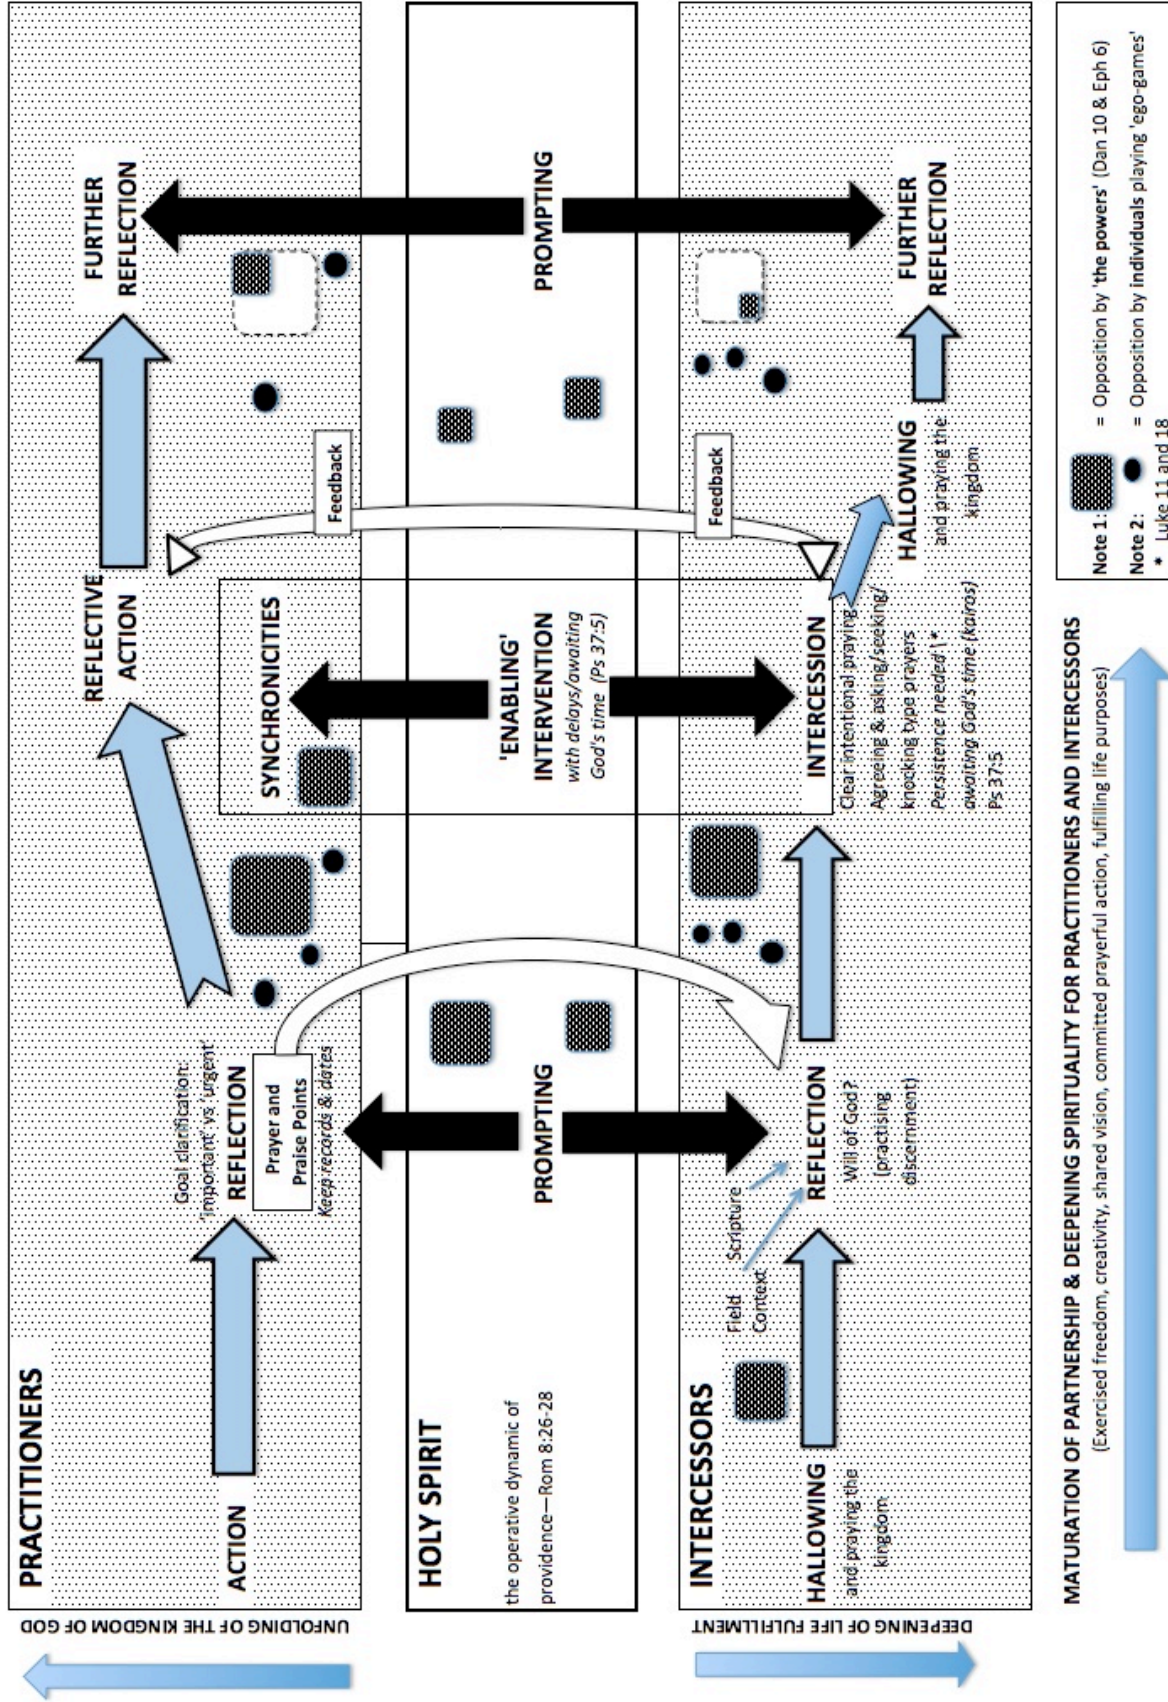 UNFOLDING OF THE KINGDOM OF GOD
PRACTITIONERS
ACTION
Goal clarification:
'important' vs 'urgent'
REFLECTION
Prayer and
Praise Points
Keep records & dates
REFLECTIVE
ACTION
SYNCHRONICITIES
Feedback
FURTHER
REFLECTION
HOLY SPIRIT
the operative dynamic of
providence—Rom 8:26-28
PROMPTING
'ENABLING'
INTERVENTION
with delays/awaiting
God's time (Ps 37:5)
PROMPTING
DEEPENING OF LIFE FULFILLMENT
INTERCESSORS
HALLOWING
and praying the
kingdom
Field
Context
Scripture
REFLECTION
Will of God?
(practising
discernment)
INTERCESSION
Clear intentional praying
Agreeing & asking/seeking/
knocking type prayers
Persistence needed \*
awaiting God's time (kairos)
Ps 37:5
Feedback
HALLOWING
and praying the
kingdom
FURTHER
REFLECTION
MATURATION OF PARTNERSHIP & DEEPENING SPIRITUALITY FOR PRACTITIONERS AND INTERCESSORS
(Exercised freedom, creativity, shared vision, committed prayerful action, fulfilling life purposes)
Note 1: = Opposition by 'the powers' (Dan 10 & Eph 6)
Note 2: = Opposition by individuals playing 'ego-games'
* Luke 11 and 18